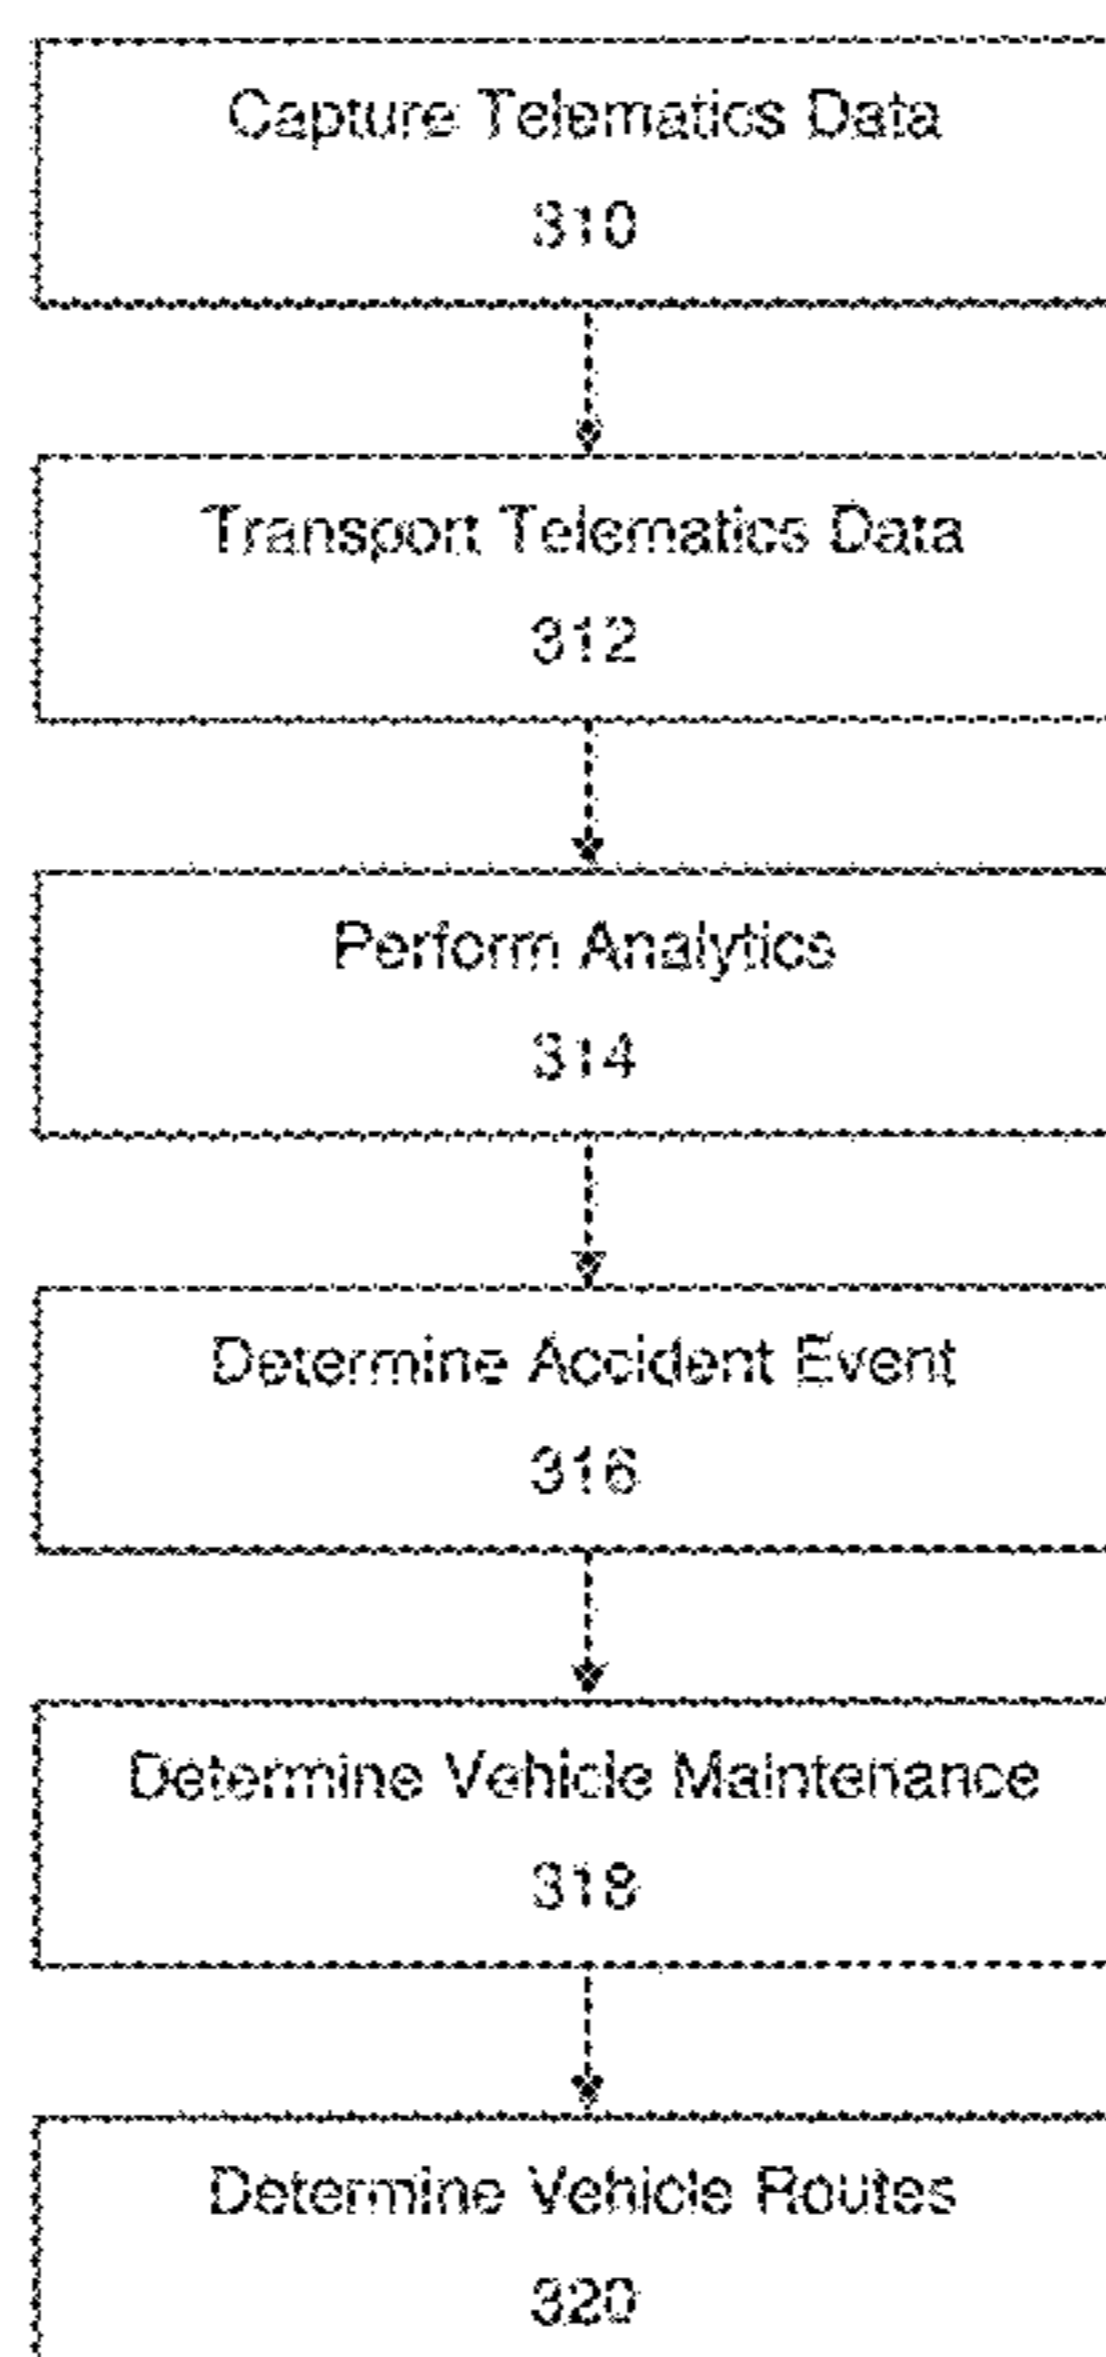 Capture Telematics Data
310
Transport Telematics Data
312
Perform Analytics
314
Determine Accident Event
316
Determine Vehicle Maintenance
318
Determine Vehicle Routes
320